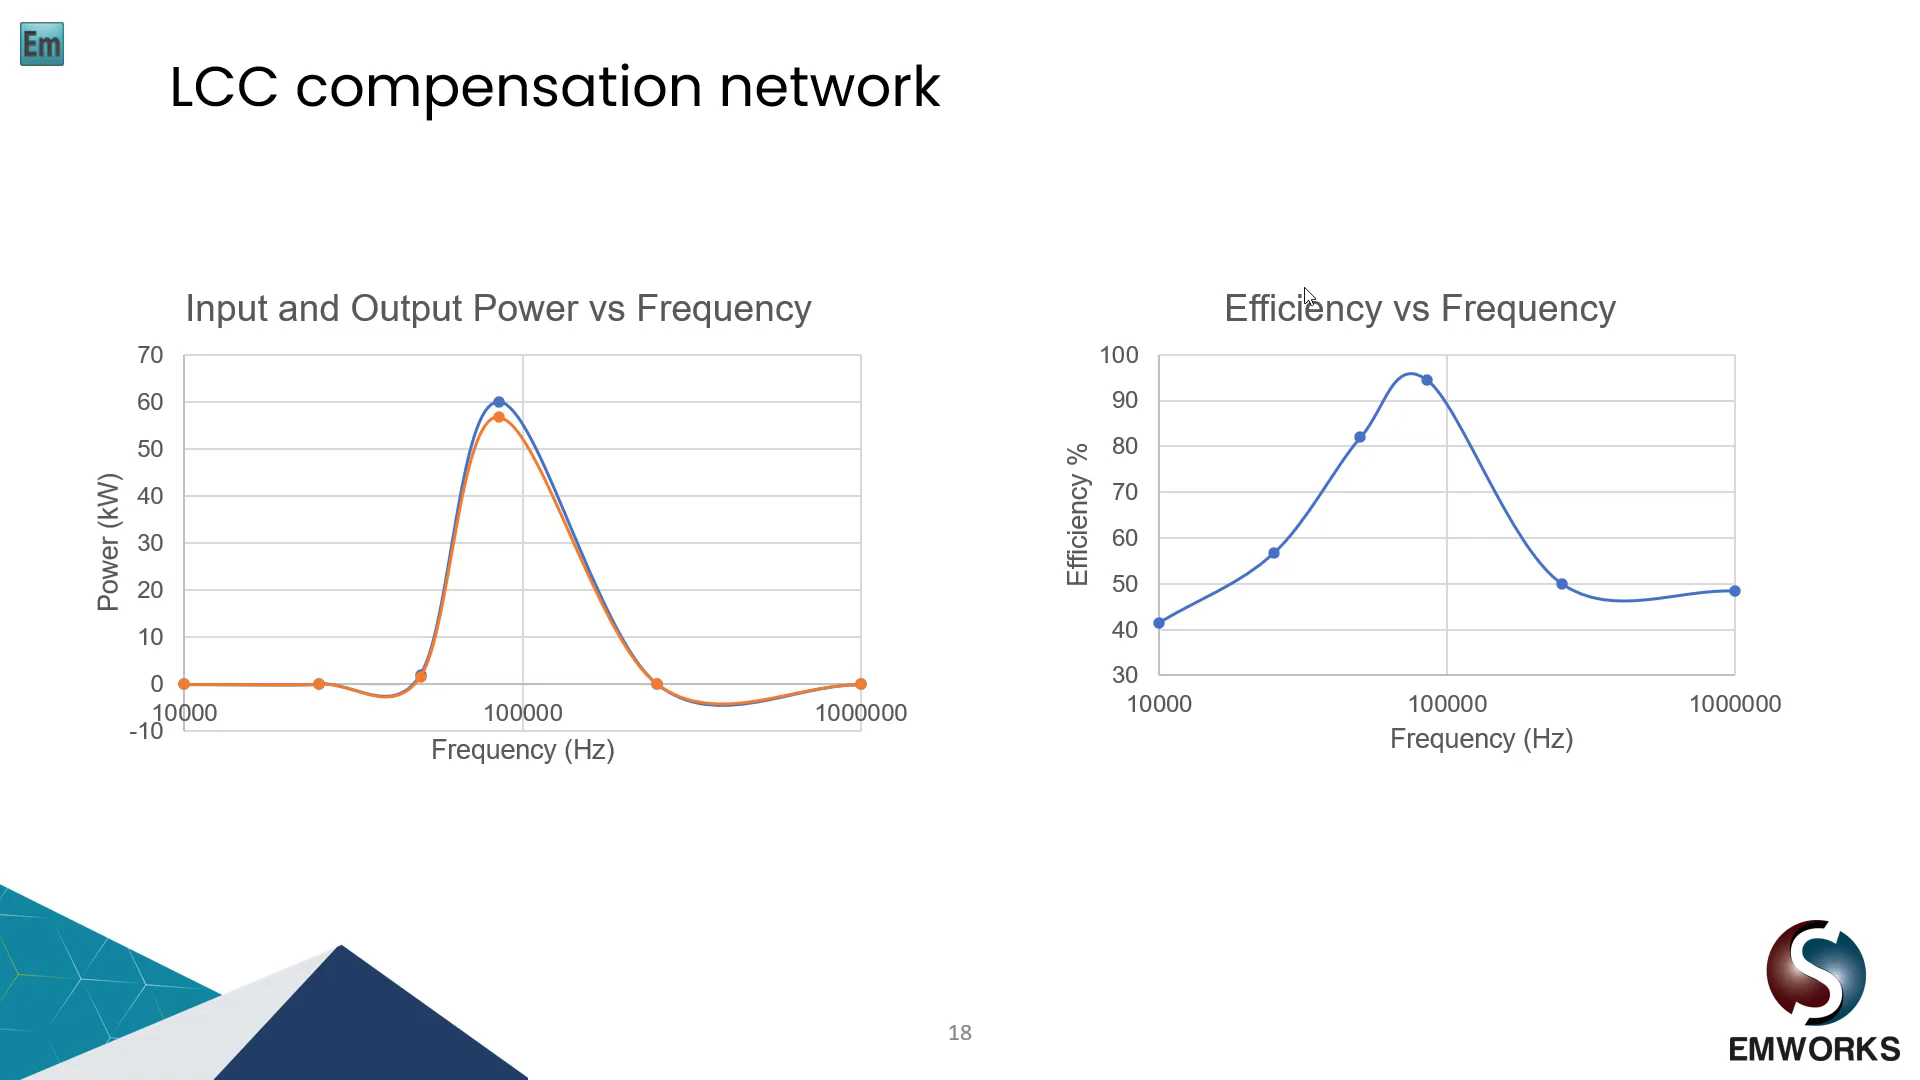 Em
LCC compensation network
Input and Output Power vs Frequency
70
60
50
40
30
20
10
0
-10
Power (kW)
10000 100000 1000000
Frequency (Hz)
Efficiency vs Frequency
100
90
80
70
60
50
40
30
Efficiency %
10000 100000 1000000
Frequency (Hz)
18
EMWORKS